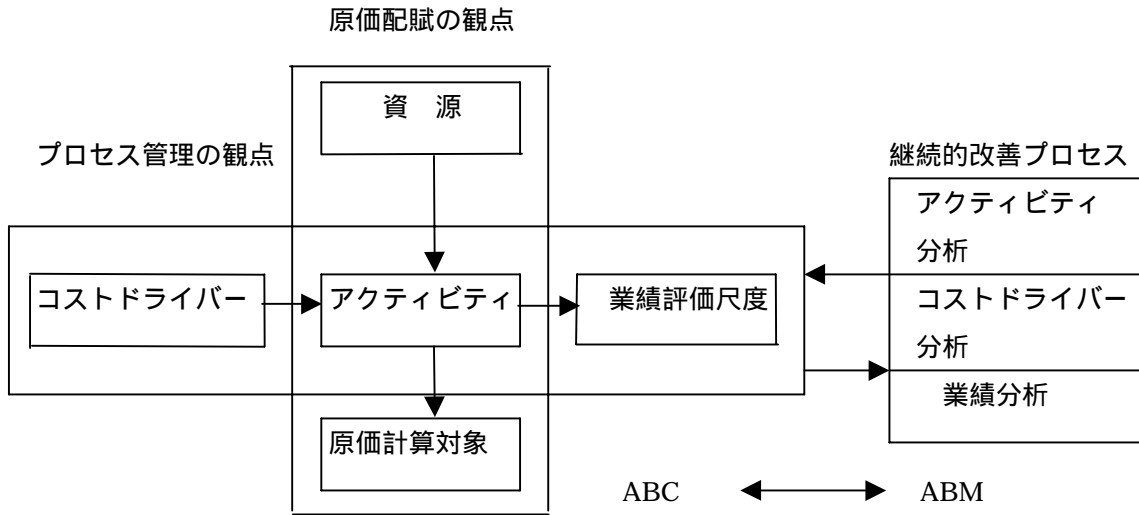 原価配賦の観点
資 源
プロセス管理の観点
継続的改善プロセス
アクティビティ
分析
コストドライバー
アクティビティ
業績評価尺度
コストドライバー
分析
業績分析
原価計算対象
ABC
ABM